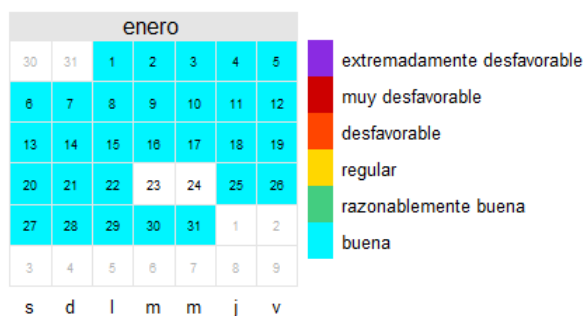 enero
30 31 1 2 3 4 5
6 7 8 9 10 11 12
13 14 15 16 17 18 19
20 21 22 23 24 25 26
27 28 29 30 31 1 2
3 4 5 6 7 8 9
s d l m m j v
extremadamente desfavorable
muy desfavorable
desfavorable
regular
razonablemente buena
buena